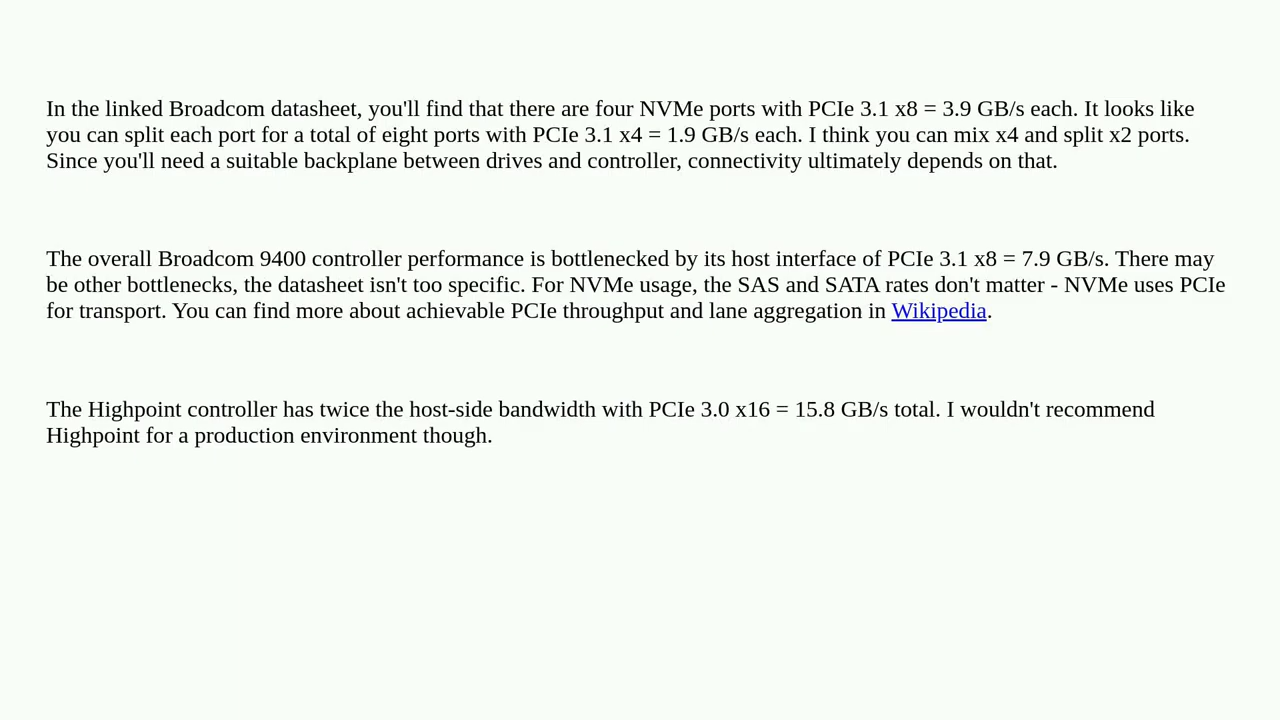 In the linked Broadcom datasheet, you'll find that there are four NVMe ports with PCIe 3.1 x8 = 3.9 GB/s each. It looks like
you can split each port for a total of eight ports with PCIe 3.1 x4 = 1.9 GB/s each. I think you can mix x4 and split x2 ports.
Since you'll need a suitable backplane between drives and controller, connectivity ultimately depends on that.
The overall Broadcom 9400 controller performance is bottlenecked by its host interface of PCIe 3.1 x8 = 7.9 GB/s. There may
be other bottlenecks, the datasheet isn't too specific. For NVMe usage, the SAS and SATA rates don't matter - NVMe uses PCIe
for transport. You can find more about achievable PCIe throughput and lane aggregation in Wikipedia.
The Highpoint controller has twice the host-side bandwidth with PCIe 3.0 x16 = 15.8 GB/s total. I wouldn't recommend
Highpoint for a production environment though.